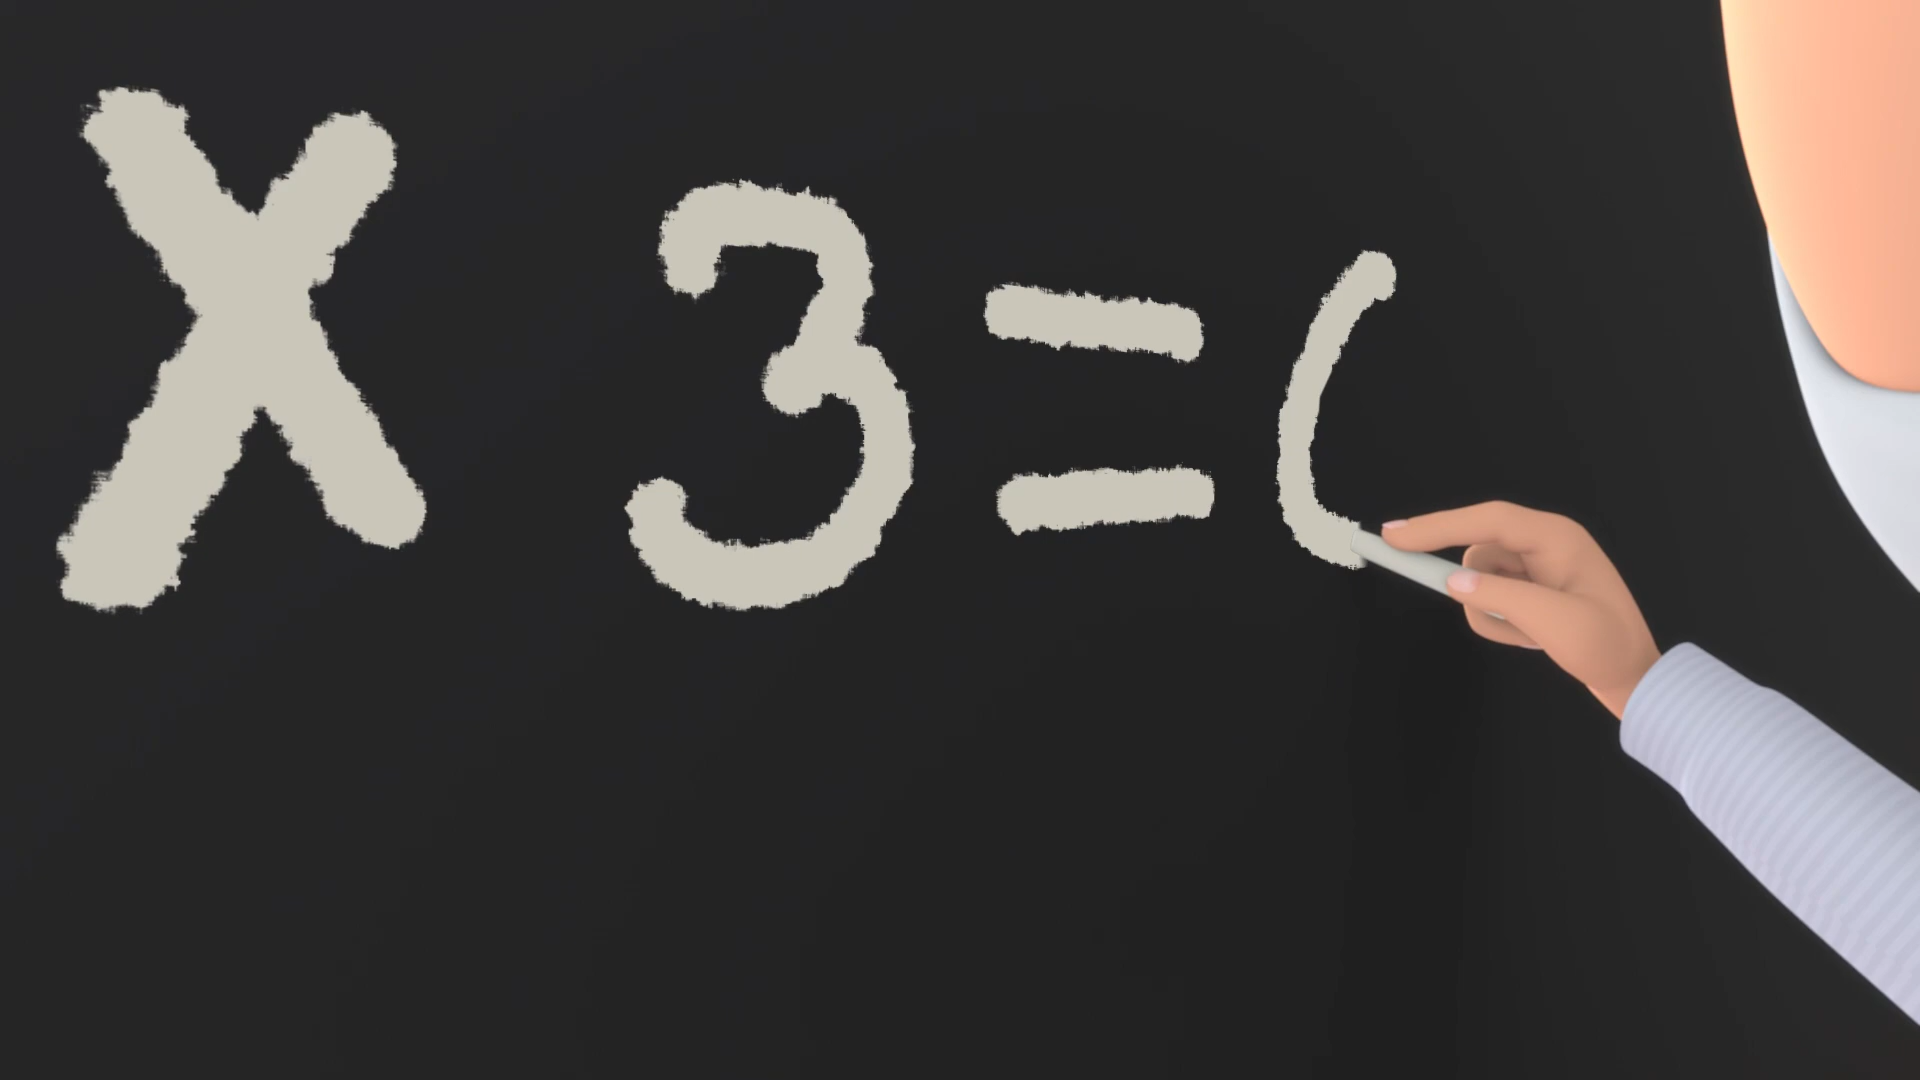 X 3 =